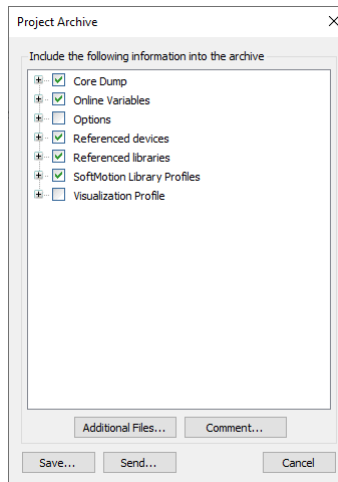 Project Archive
Include the following information into the archive
Core Dump
Online Variables
Options
Referenced devices
Referenced libraries
SoftMotion Library Profiles
Visualization Profile
Additional Files...
Comment...
Save...
Send...
Cancel